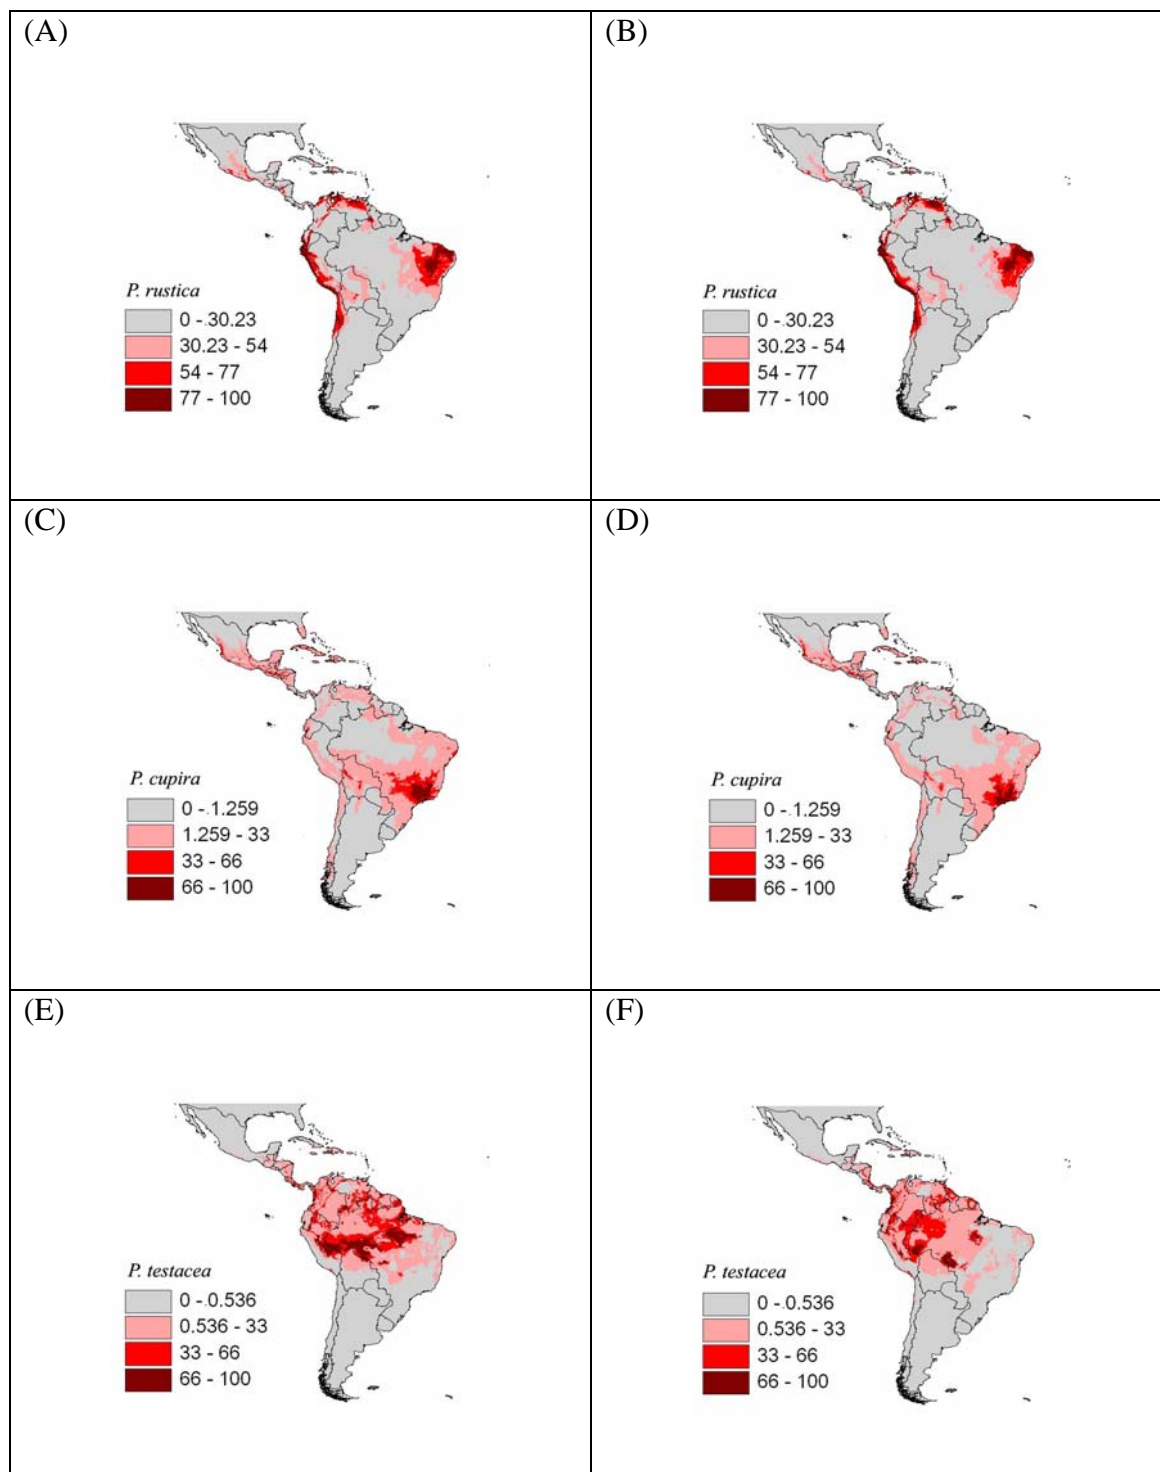 (A)
P. rustica
0 - .30.23
30.23 - 54
54 - 77
77 - 100
(B)
P. rustica
0 - .30.23
30.23 - 54
54 - 77
77 - 100
(C)
P. cupira
0 - .1.259
1.259 - 33
33 - 66
66 - 100
(D)
P. cupira
0 - .1.259
1.259 - 33
33 - 66
66 - 100
(E)
P. testacea
0 - .0.536
0.536 - 33
33 - 66
66 - 100
(F)
P. testacea
0 - .0.536
0.536 - 33
33 - 66
66 - 100